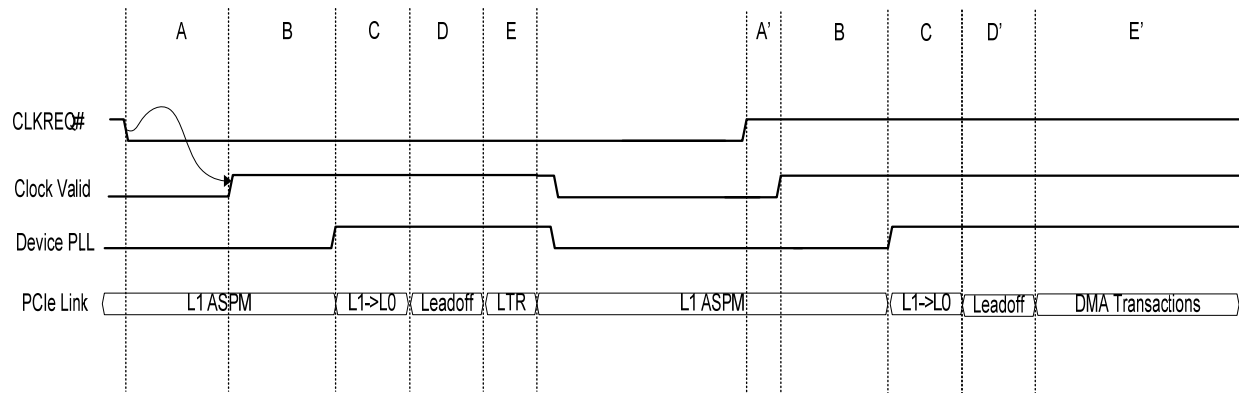 A B C D E A’ B C D’ E’
CLKREQ#
Clock Valid
Device PLL
PCIe Link L1 ASPM L1->L0 Leadoff LTR L1 ASPM L1->L0 Leadoff DMA Transactions